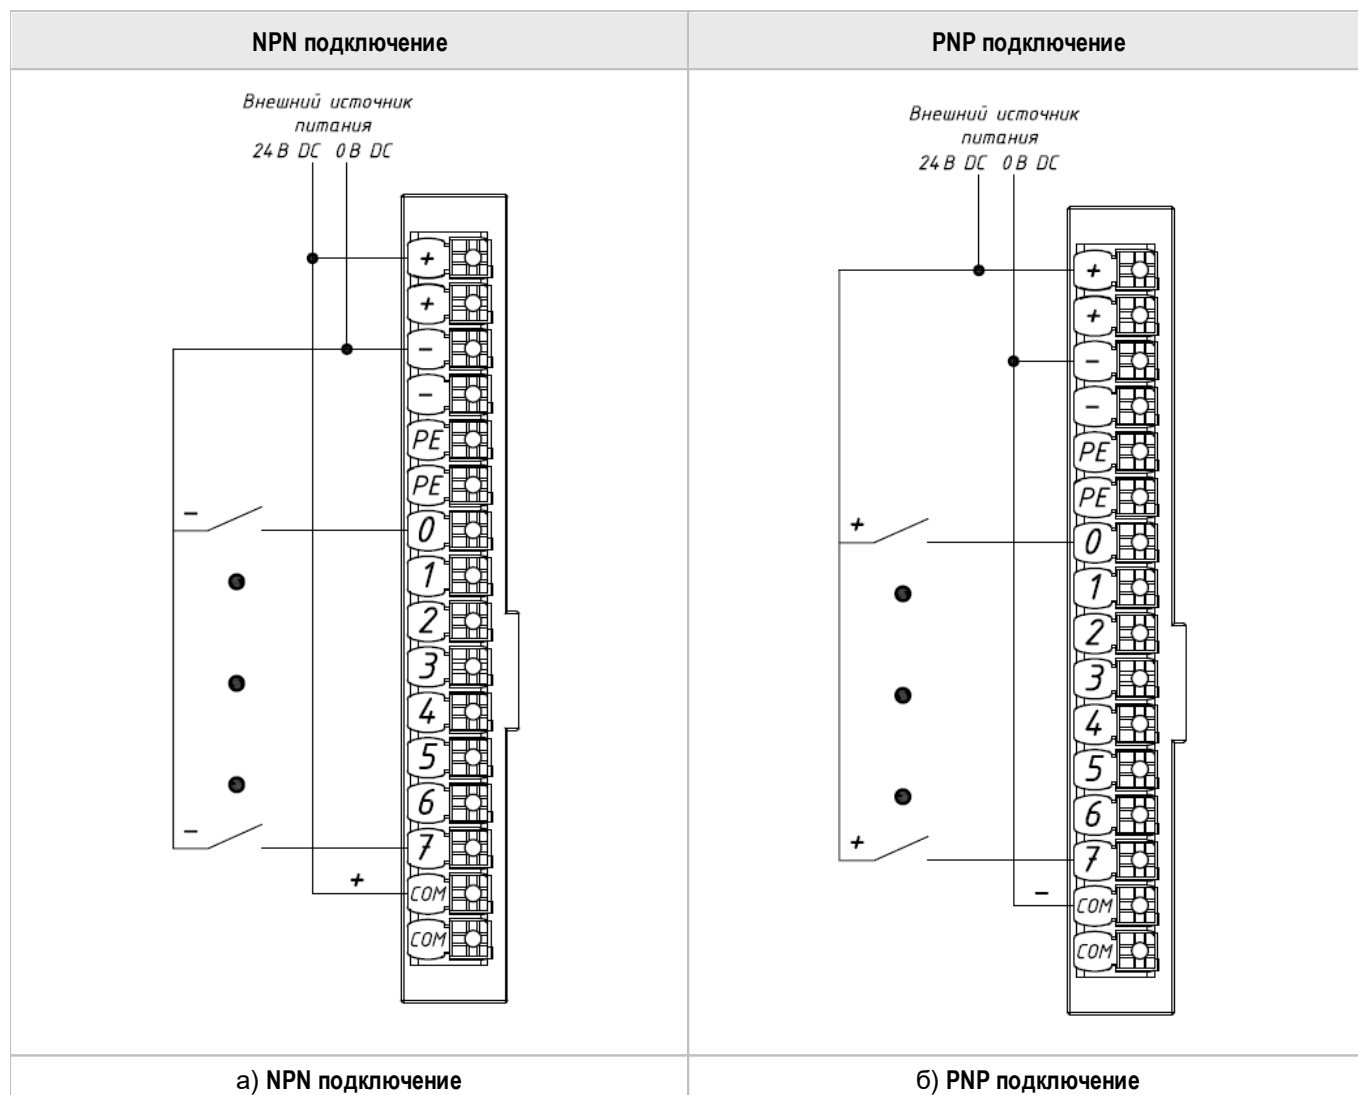 NPN подключение
PNP подключение
Внешний источник
питания
24 В DC 0 В DC
+
+
−
−
PE
PE
−
0
1
2
3
4
5
6
−
7
+
COM
COM
Внешний источник
питания
24 В DC 0 В DC
+
+
−
−
PE
PE
+
0
1
2
3
4
5
6
+
7
−
COM
COM
а) NPN подключение
б) PNP подключение